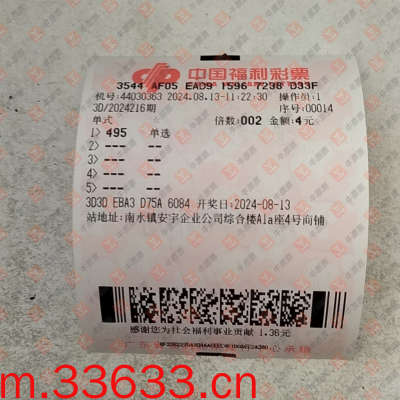 中国福利彩票
3544 AF05 EAD9 1596 7238 D33F
机号:44030363 2024.08.13-11:22:30 操作组:1
3D/2024216期 序号:00014
单式 倍数:002 金额:4元
1> 495 单选
2> ---
3> ---
4> ---
5> ---
3D3D EBA3 D75A 6084 开奖日:2024-08-13
站地址:南水镇安宇企业公司综合楼A1a座4号商铺
感谢您为社会福利事业贡献 1.36元
m.33633.cn